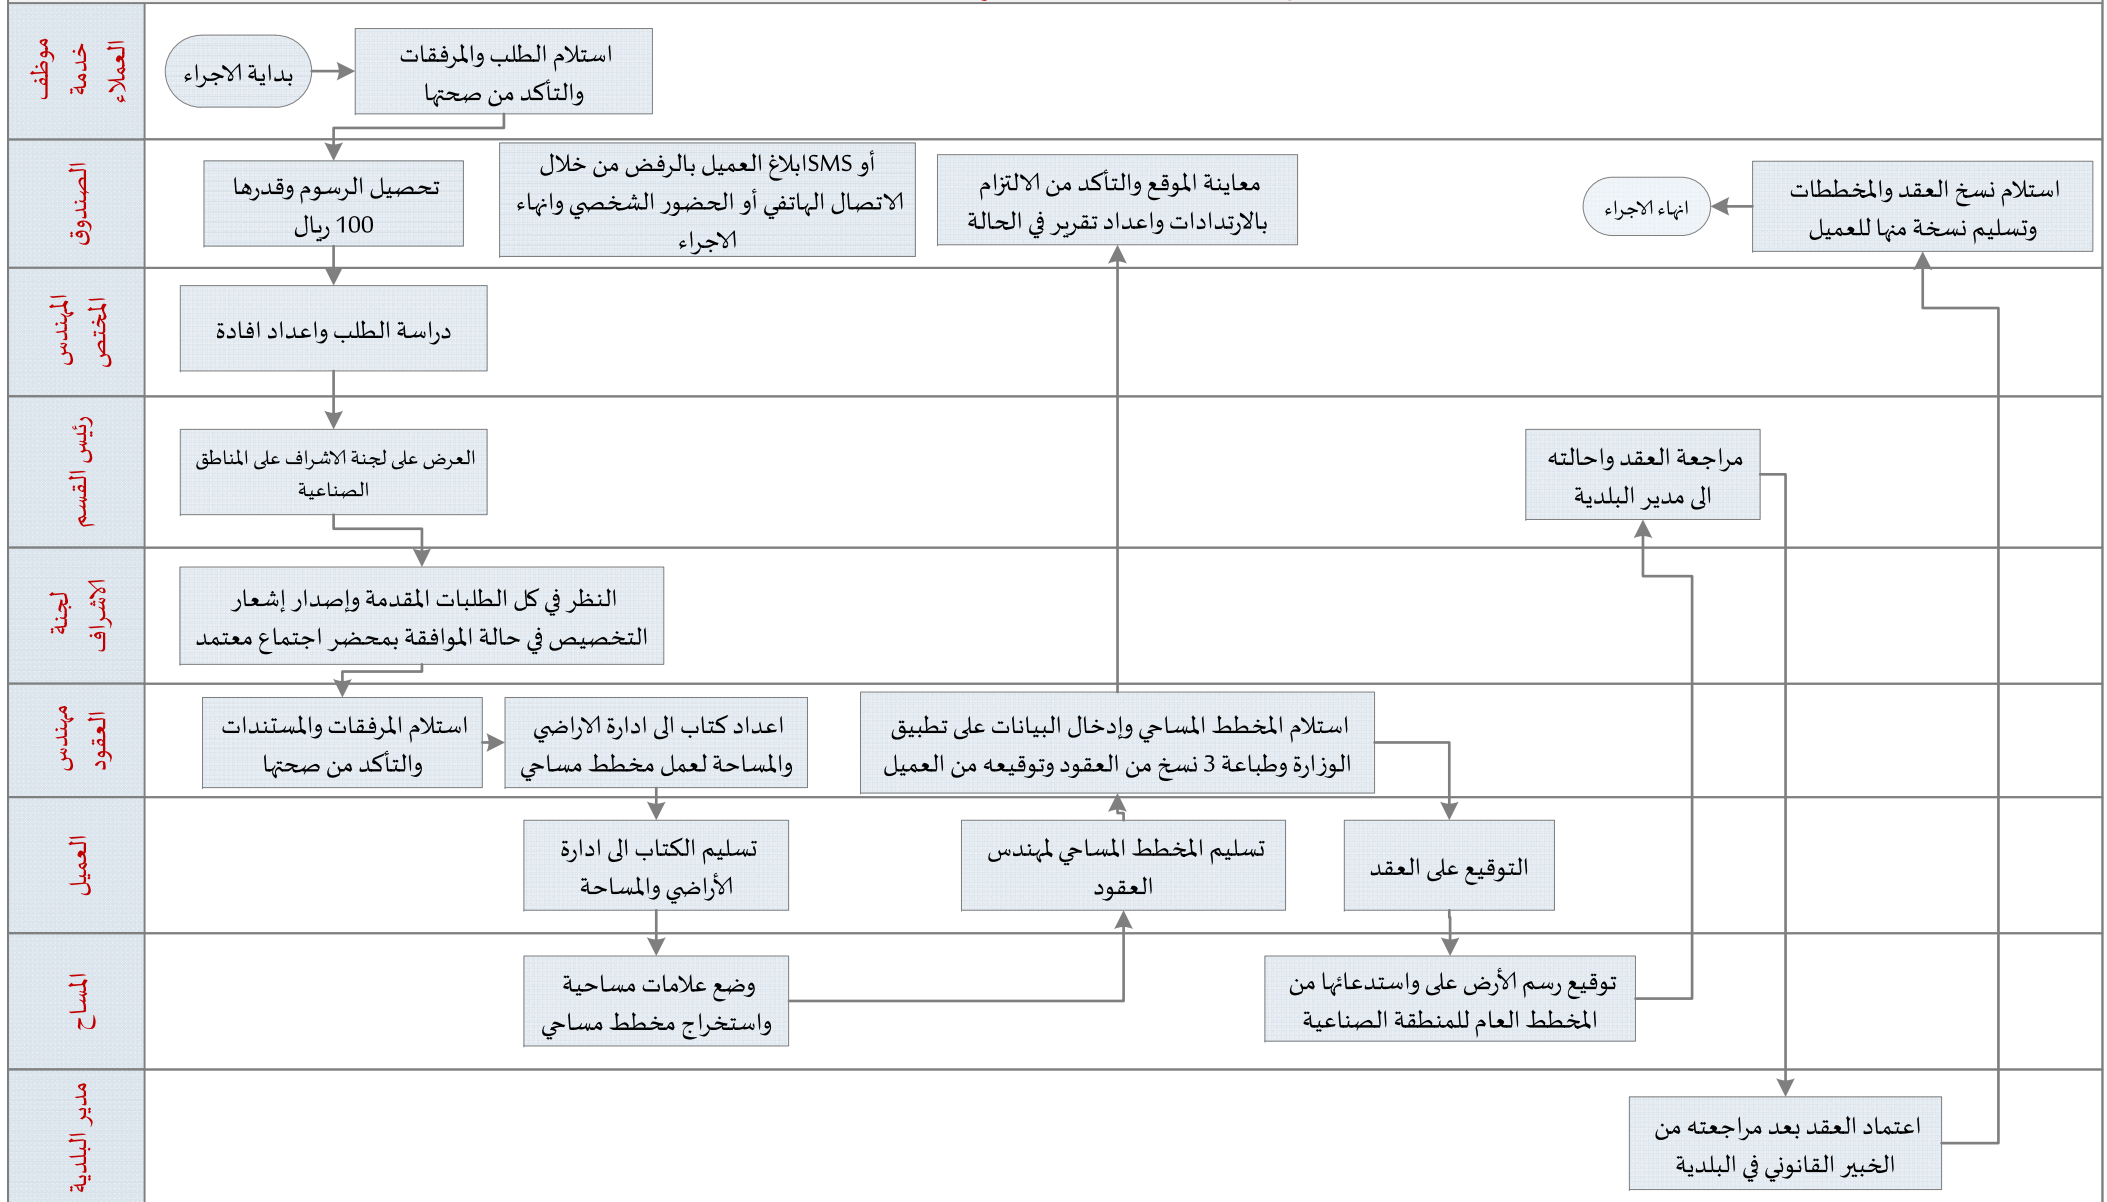 موظف
خدمة
العملاء
بداية الاجراء
استلام الطلب والمرفقات
والتأكد من صحتها
الصندوق
تحصيل الرسوم وقدرها
100 ريال
أو SMSابلاغ العميل بالرفض من خلال
الاتصال الهاتفي أو الحضور الشخصي وانهاء
الاجراء
معاينة الموقع والتأكد من الالتزام
بالارتدادات واعداد تقرير في الحالة
انهاء الاجراء
استلام نسخ العقد والمخططات
وتسليم نسخة منها للعميل
المهندس
المختص
دراسة الطلب واعداد افادة
رئيس القسم
العرض على لجنة الاشراف على المناطق
الصناعية
مراجعة العقد واحالته
الى مدير البلدية
لجنة
الاشراف
النظر في كل الطلبات المقدمة وإصدار إشعار
التخصيص في حالة الموافقة بمحضر اجتماع معتمد
مهندس
العقود
استلام المرفقات والمستندات
والتأكد من صحتها
اعداد كتاب الى ادارة الاراضي
والمساحة لعمل مخطط مساحي
استلام المخطط المساحي وإدخال البيانات على تطبيق
الوزارة وطباعة 3 نسخ من العقود وتوقيعه من العميل
العميل
تسليم الكتاب الى ادارة
الأراضي والمساحة
تسليم المخطط المساحي لمهندس
العقود
التوقيع على العقد
المساح
وضع علامات مساحية
واستخراج مخطط مساحي
توقيع رسم الأرض على واستدعائها من
المخطط العام للمنطقة الصناعية
مدير البلدية
اعتماد العقد بعد مراجعته من
الخبير القانوني في البلدية